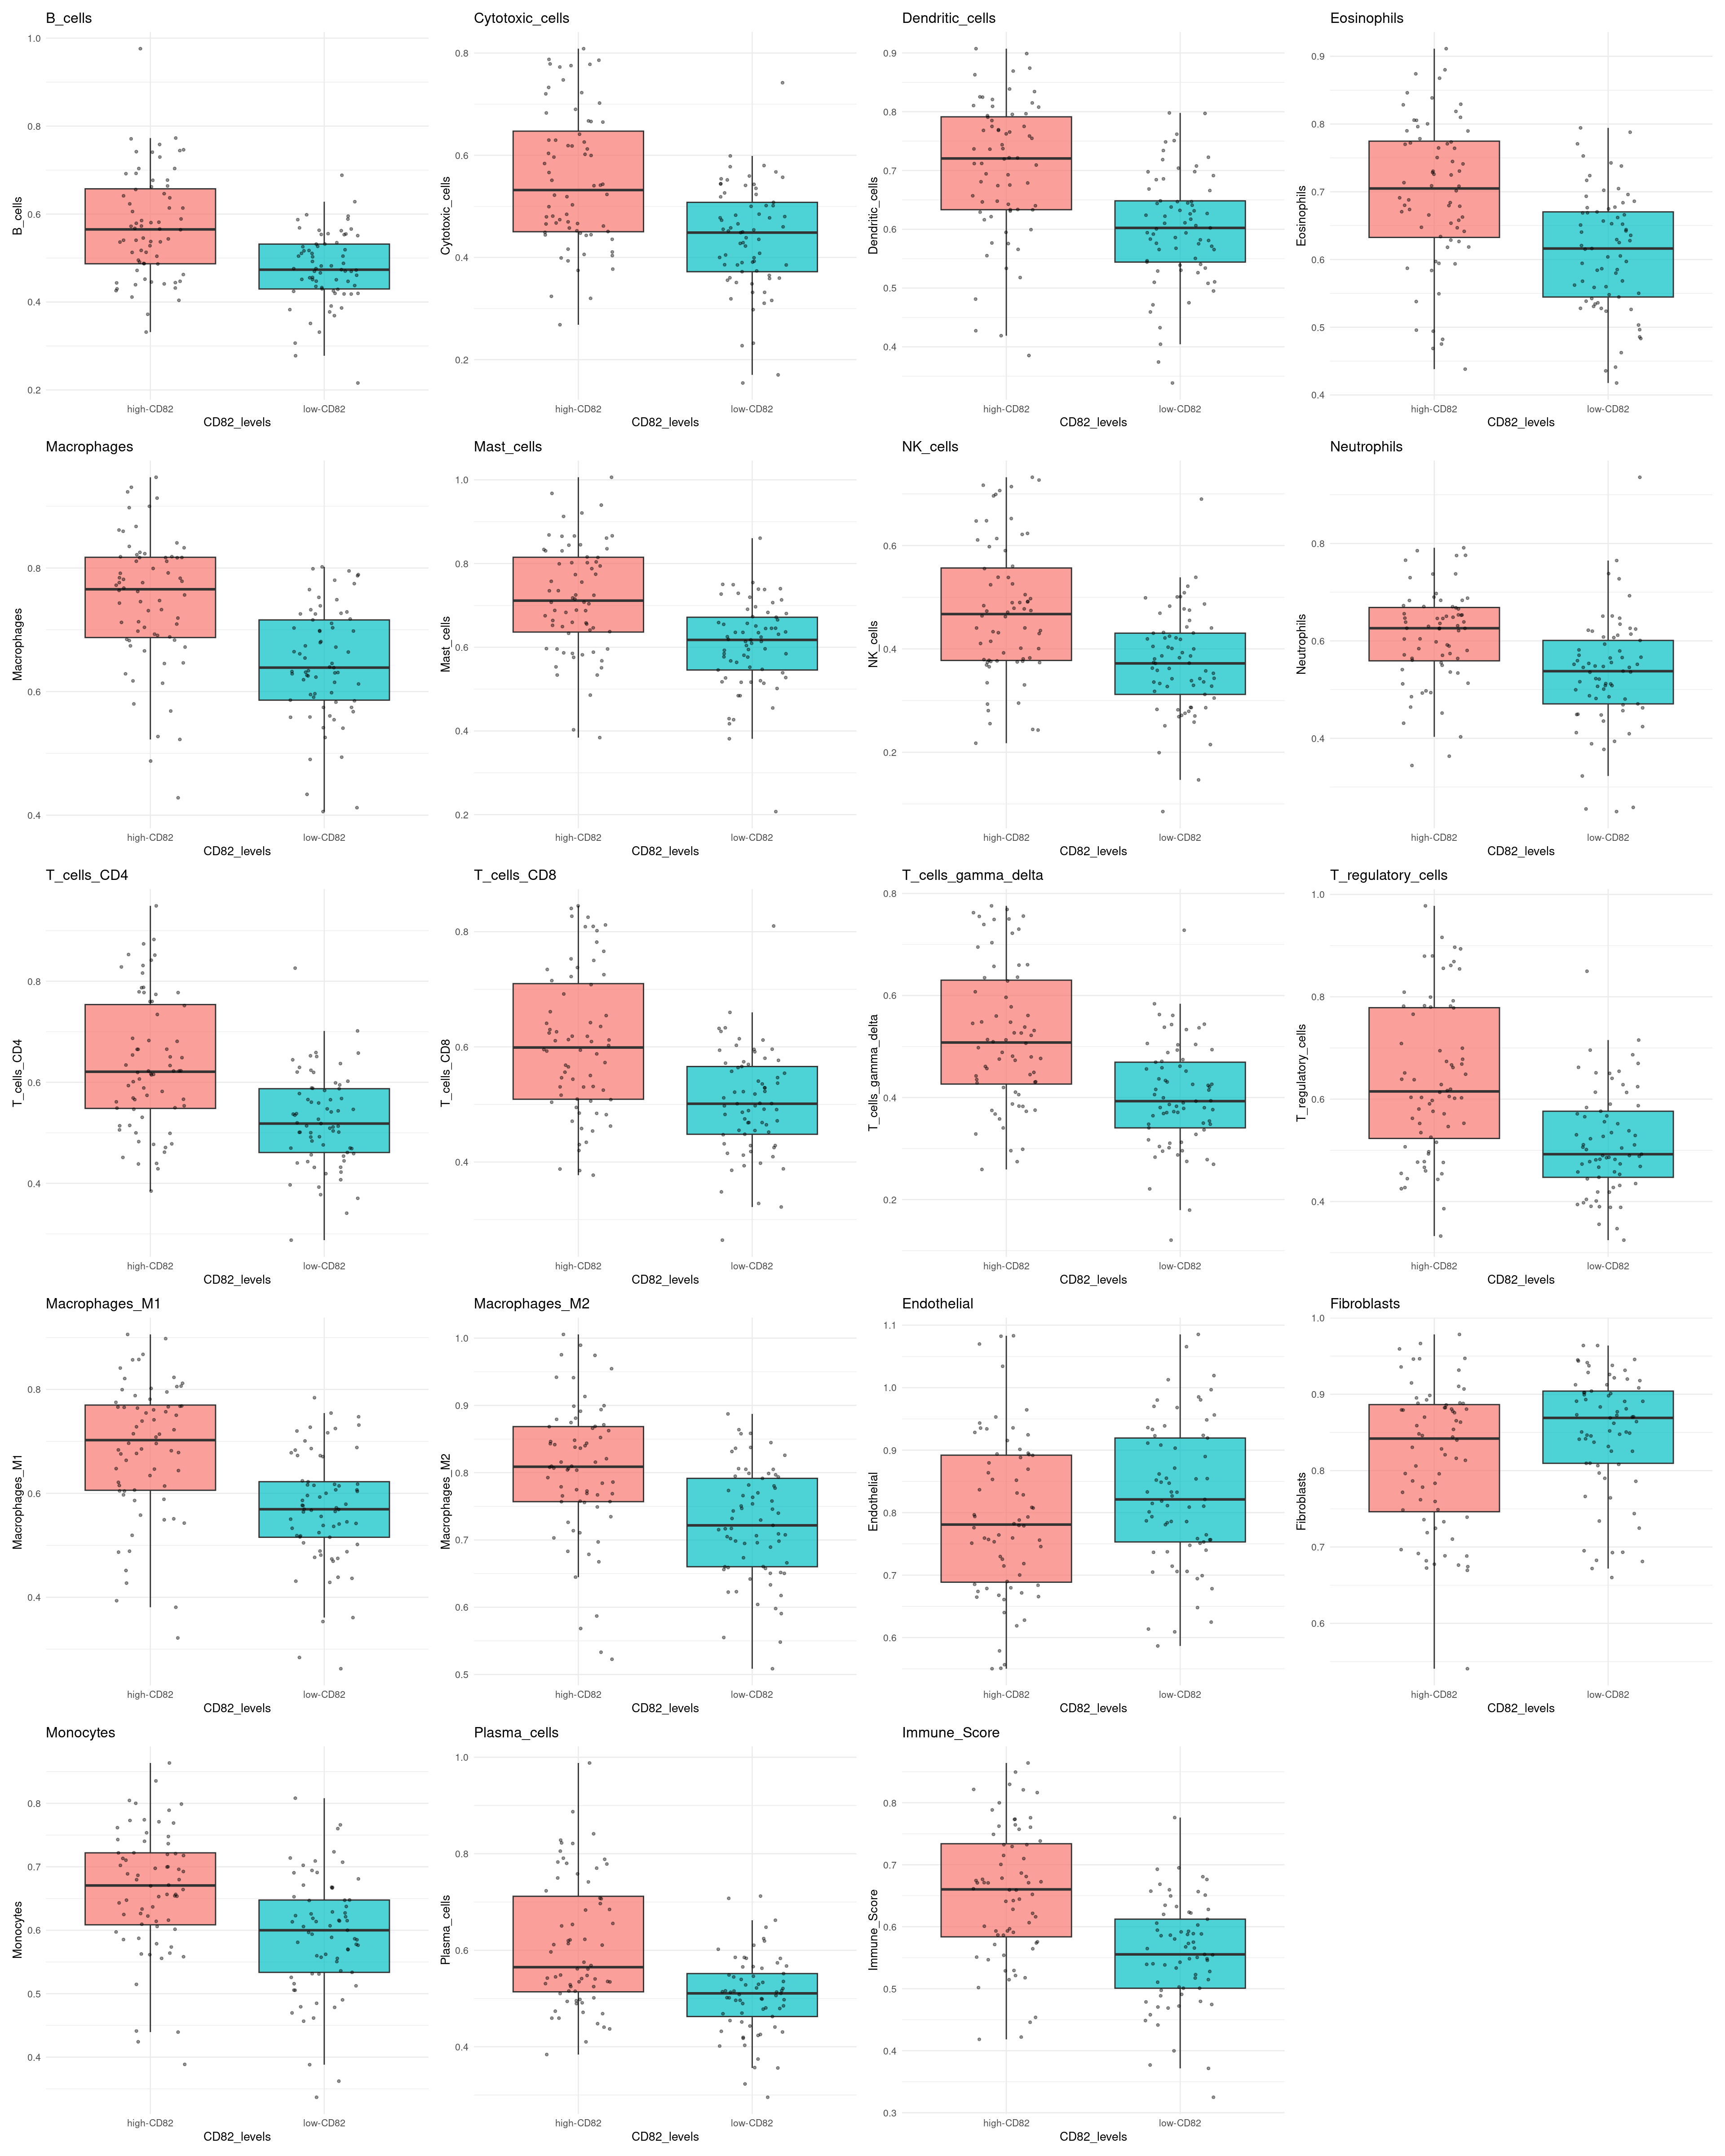 B_cells
B_cells
1.0
0.8
0.6
0.4
0.2
high-CD82
low-CD82
CD82_levels
Cytotoxic_cells
Cytotoxic_cells
0.8
0.6
0.4
0.2
high-CD82
low-CD82
CD82_levels
Dendritic_cells
Dendritic_cells
0.9
0.8
0.7
0.6
0.5
0.4
high-CD82
low-CD82
CD82_levels
Eosinophils
Eosinophils
0.9
0.8
0.7
0.6
0.5
0.4
high-CD82
low-CD82
CD82_levels
Macrophages
Macrophages
0.8
0.6
0.4
high-CD82
low-CD82
CD82_levels
Mast_cells
Mast_cells
1.0
0.8
0.6
0.4
0.2
high-CD82
low-CD82
CD82_levels
NK_cells
NK_cells
0.6
0.4
0.2
high-CD82
low-CD82
CD82_levels
Neutrophils
Neutrophils
0.8
0.6
0.4
high-CD82
low-CD82
CD82_levels
T_cells_CD4
T_cells_CD4
0.8
0.6
0.4
high-CD82
low-CD82
CD82_levels
T_cells_CD8
T_cells_CD8
0.8
0.6
0.4
high-CD82
low-CD82
CD82_levels
T_cells_gamma_delta
T_cells_gamma_delta
0.8
0.6
0.4
0.2
high-CD82
low-CD82
CD82_levels
T_regulatory_cells
T_regulatory_cells
1.0
0.8
0.6
0.4
high-CD82
low-CD82
CD82_levels
Macrophages_M1
Macrophages_M1
0.8
0.6
0.4
high-CD82
low-CD82
CD82_levels
Macrophages_M2
Macrophages_M2
1.0
0.9
0.8
0.7
0.6
0.5
high-CD82
low-CD82
CD82_levels
Endothelial
Endothelial
1.1
1.0
0.9
0.8
0.7
0.6
high-CD82
low-CD82
CD82_levels
Fibroblasts
Fibroblasts
1.0
0.9
0.8
0.7
0.6
high-CD82
low-CD82
CD82_levels
Monocytes
Monocytes
0.8
0.7
0.6
0.5
0.4
high-CD82
low-CD82
CD82_levels
Plasma_cells
Plasma_cells
1.0
0.8
0.6
0.4
high-CD82
low-CD82
CD82_levels
Immune_Score
Immune_Score
0.8
0.7
0.6
0.5
0.4
0.3
high-CD82
low-CD82
CD82_levels